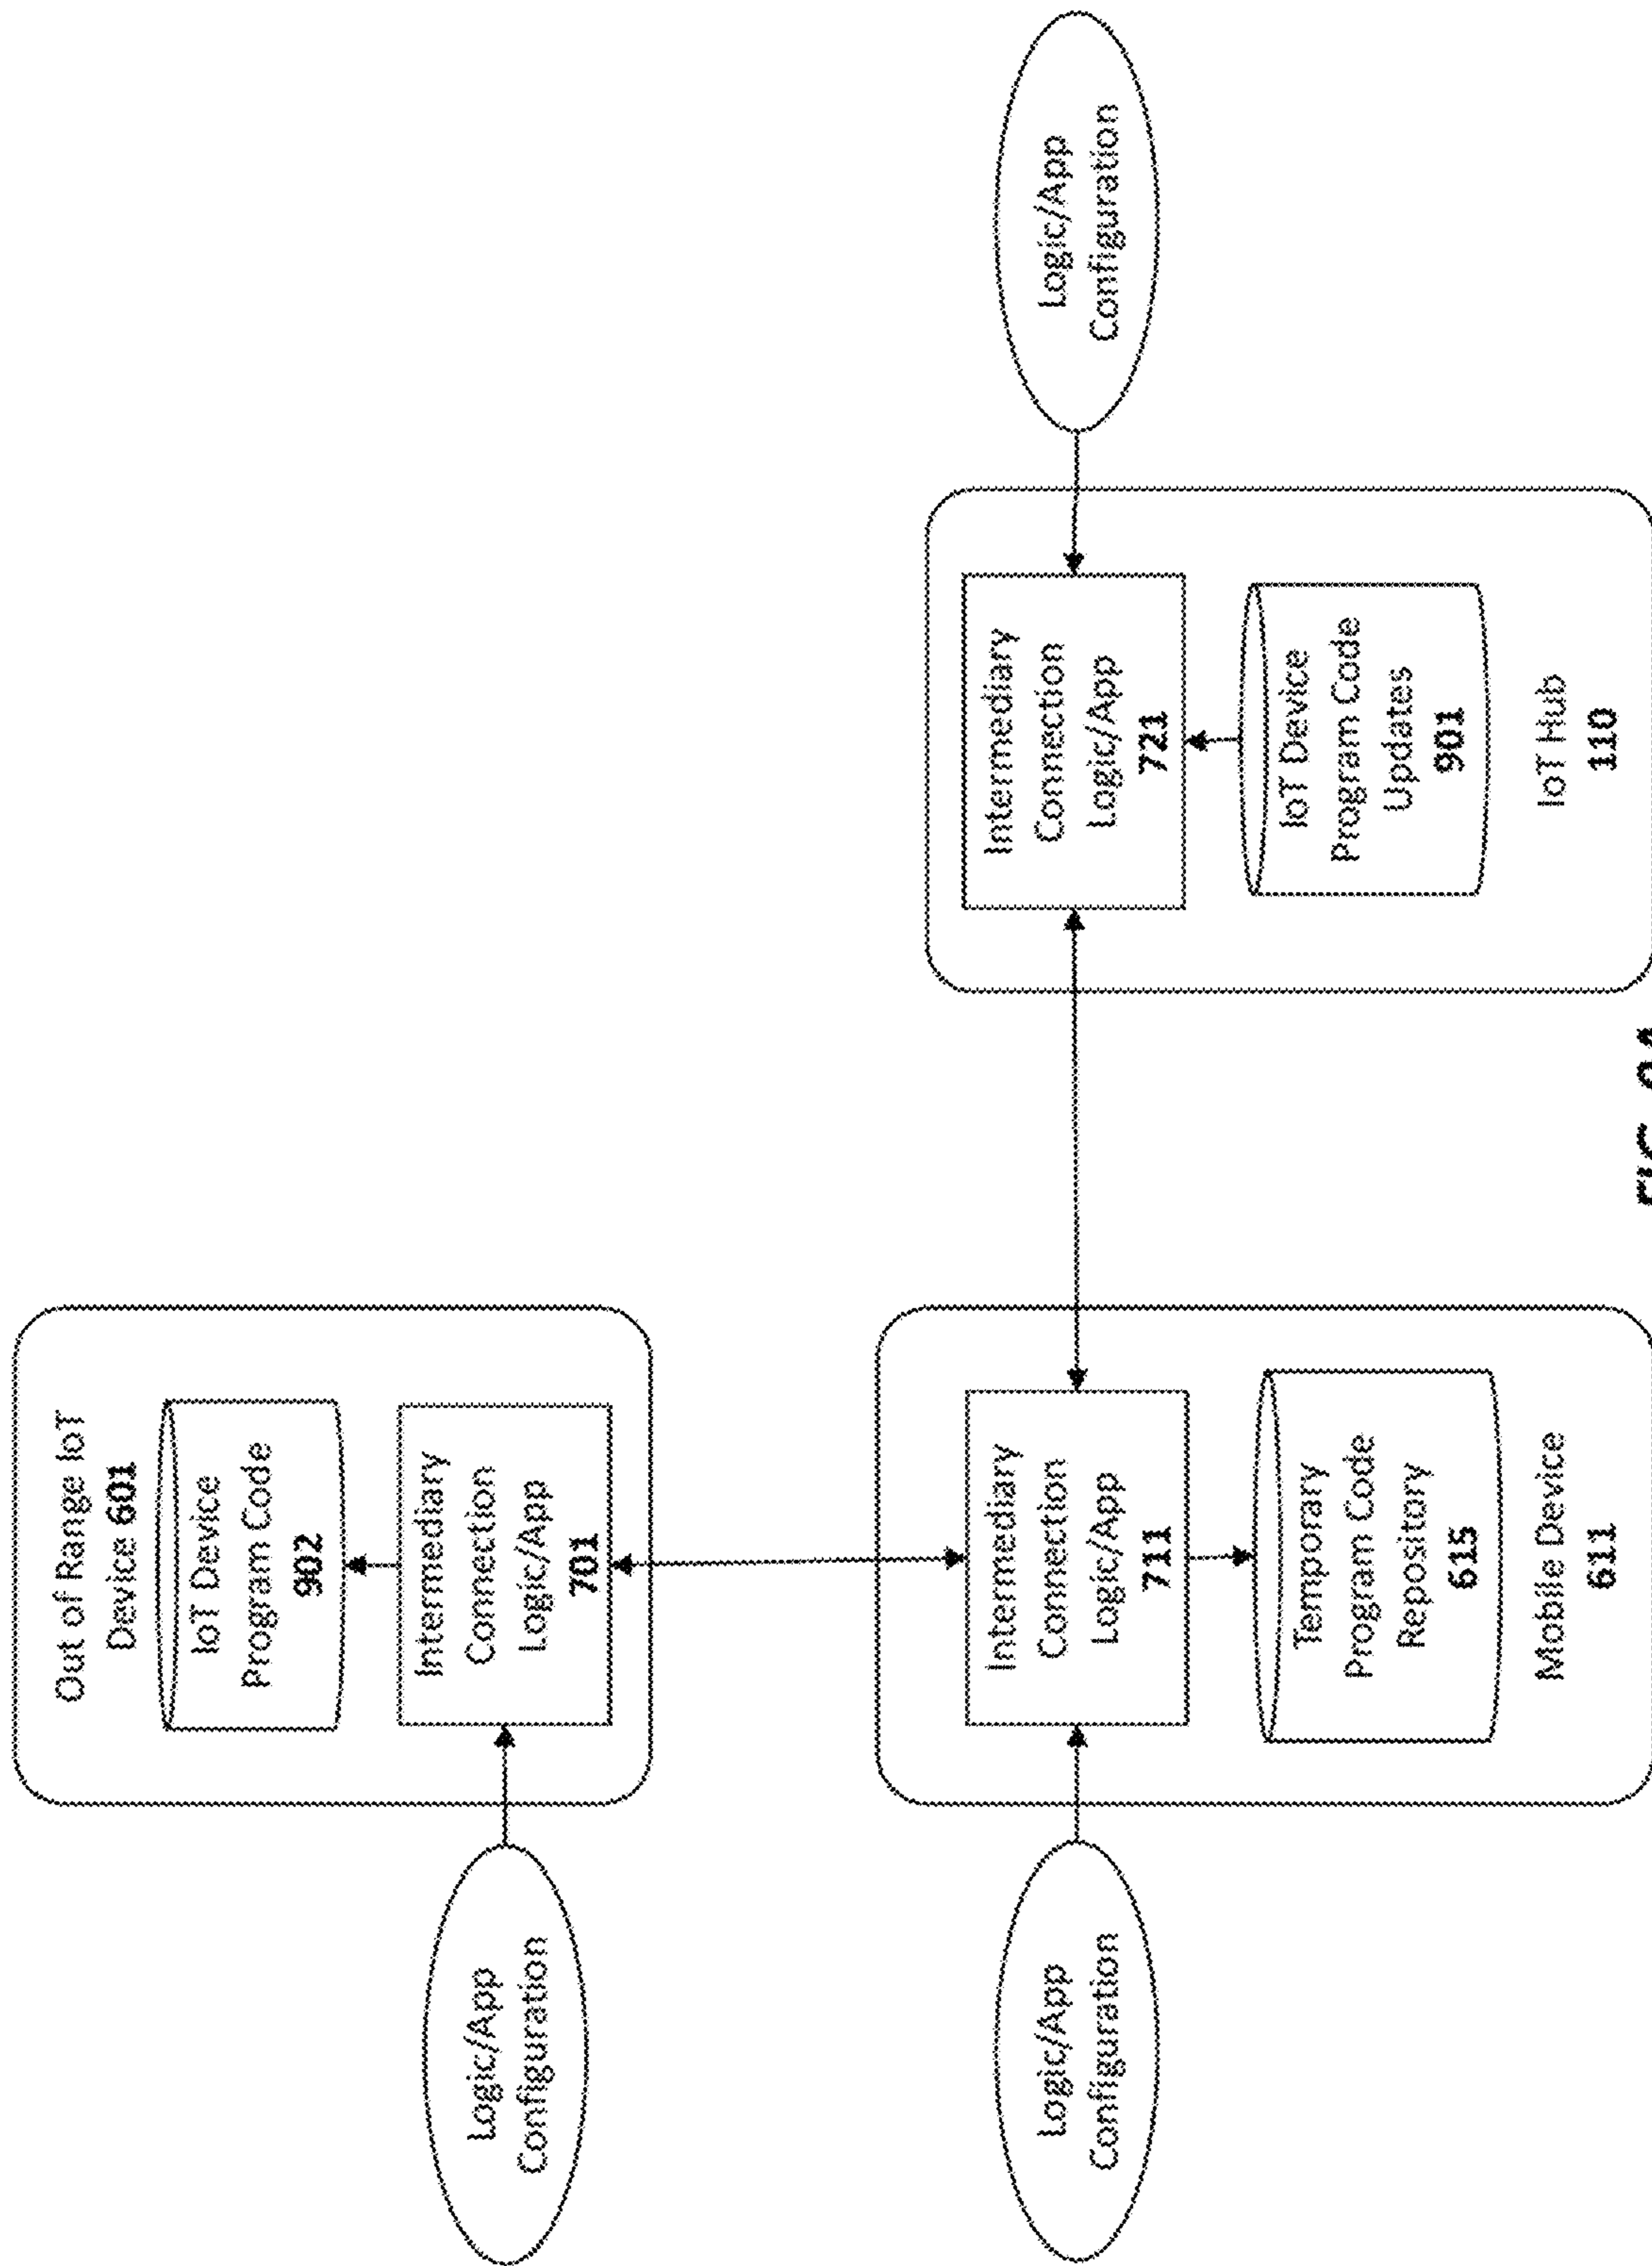 Out of Range IoT
Device 601
IoT Device
Program Code
902
Intermediary
Connection
Logic/App
701
Logic/App
Configuration
Logic/App
Configuration
Intermediary
Connection
Logic/App
711
Temporary
Program Code
Repository
615
Mobile Device
611
Intermediary
Connection
Logic/App
721
IoT Device
Program Code
Updates
901
IoT Hub
110
Logic/App
Configuration
FIG. 9A